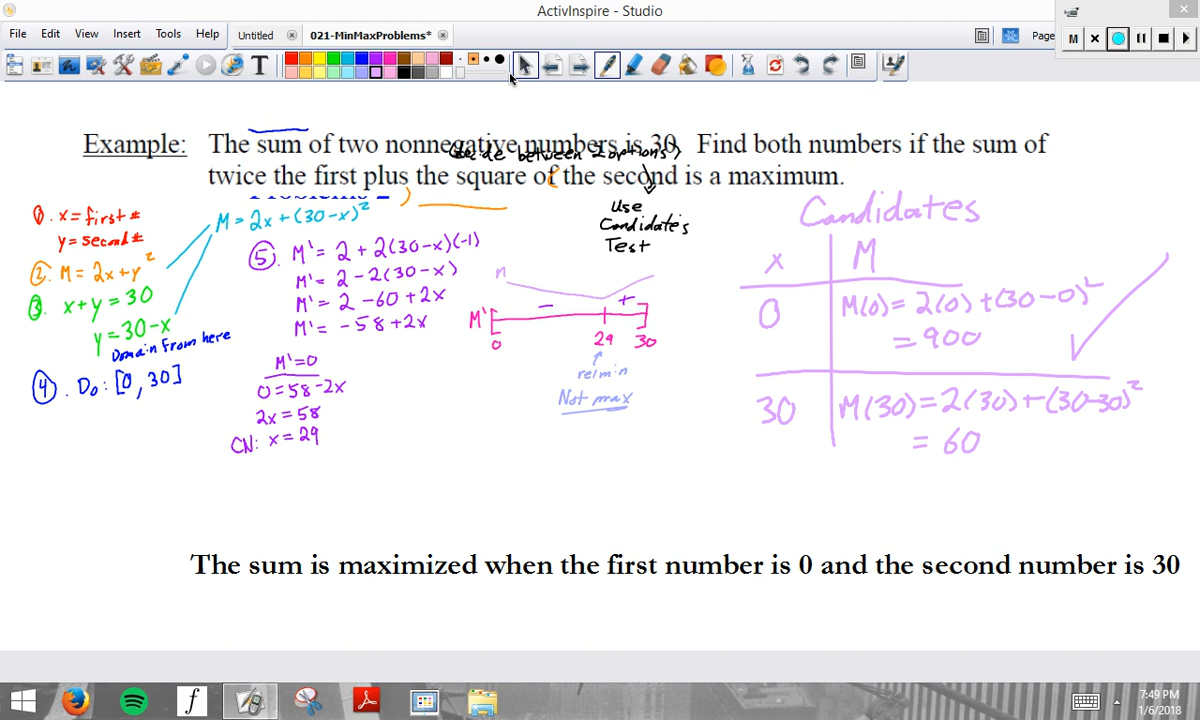 ActivInspire - Studio
File Edit View Insert Tools Help
Untitled
021-MinMaxProblems*
Page
M
T
Example: The sum of two nonnegative numbers is 30. Find both numbers if the sum of
twice the first plus the square of the second is a maximum.
between 2 options)
Use
Candidate's
Test
0. x = first #
y = second #
2. M = 2x + y²
3. x + y = 30
y = 30 - x
Domain from here
4. Do: [0, 30]
M = 2x + (30 - x)²
5. M' = 2 + 2(30 - x)(-1)
M' = 2 - 2(30 - x)
M' = 2 - 60 + 2x
M' = -58 + 2x
M' = 0
0 = 58 - 2x
2x = 58
CN: x = 29
M
- +
M'
0 29 30
relmin
Not max
Candidates
x M
0 M(0) = 2(0) + (30 - 0)²
= 900
30 M(30) = 2(30) + (30 - 30)²
= 60
The sum is maximized when the first number is 0 and the second number is 30
7:49 PM
1/6/2018